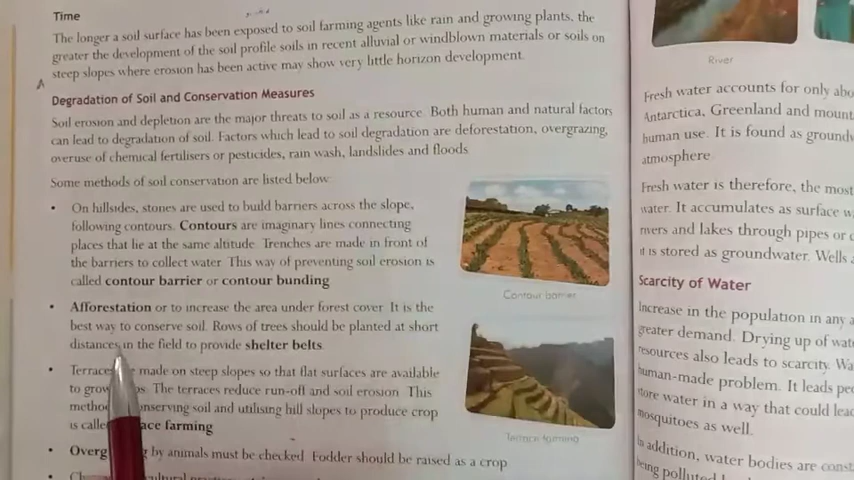 Time
The longer a soil surface has been exposed to soil farming agents like rain and growing plants, the
greater the development of the soil profile soils in recent alluvial or windblown materials or soils on
steep slopes where erosion has been active may show very little horizon development.
Degradation of Soil and Conservation Measures
Soil erosion and depletion are the major threats to soil as a resource. Both human and natural factors
can lead to degradation of soil. Factors which lead to soil degradation are deforestation, overgrazing,
overuse of chemical fertilisers or pesticides, rain wash, landslides and floods
Some methods of soil conservation are listed below
• On hillsides, stones are used to build barriers across the slope,
following contours. Contours are imaginary lines connecting
places that lie at the same altitude. Trenches are made in front of
the barriers to collect water. This way of preventing soil erosion is
called contour barrier or contour bunding
Contour barrier
• Afforestation or to increase the area under forest cover. It is the
best way to conserve soil. Rows of trees should be planted at short
distances in the field to provide shelter belts
• Terrace made on steep slopes so that flat surfaces are available
to grow The terraces reduce run-off and soil erosion. This
conserving soil and utilising hill slopes to produce crop
is farming
Terrace farming
• by animals must be checked Fodder should be raised as a crop
River
Fresh water accounts for only
Antarctica, Greenland and
human use. It is found as
atmosphere
Fresh water is therefore, the most
water. It accumulates as surface
rivers and lakes through pipes or
it is stored as groundwater. Wells
Scarcity of Water
Increase in the population in any
greater demand. Drying up of
resources also leads to scarcity.
human-made problem. It leads
store water in a way that could
mosquitoes as well.
In addition, water bodies are
being